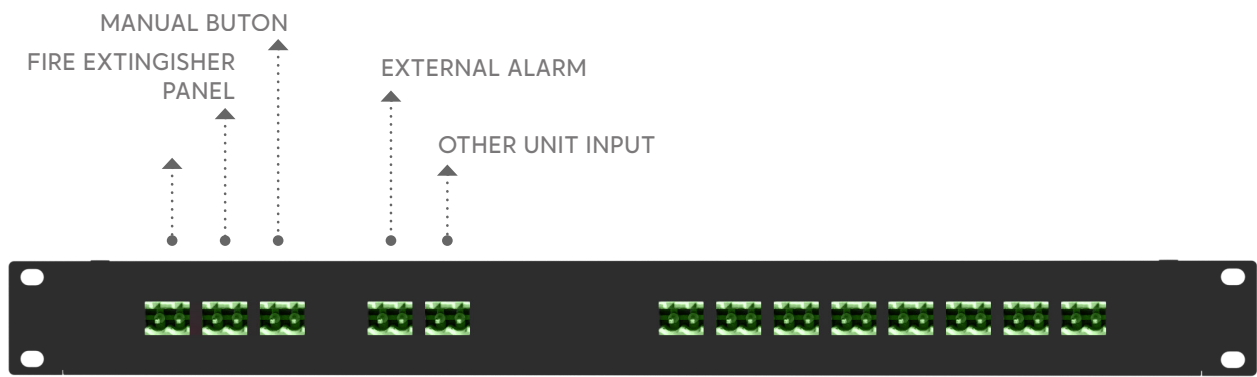 MANUAL BUTON
FIRE EXTINGISHER
PANEL
EXTERNAL ALARM
OTHER UNIT INPUT